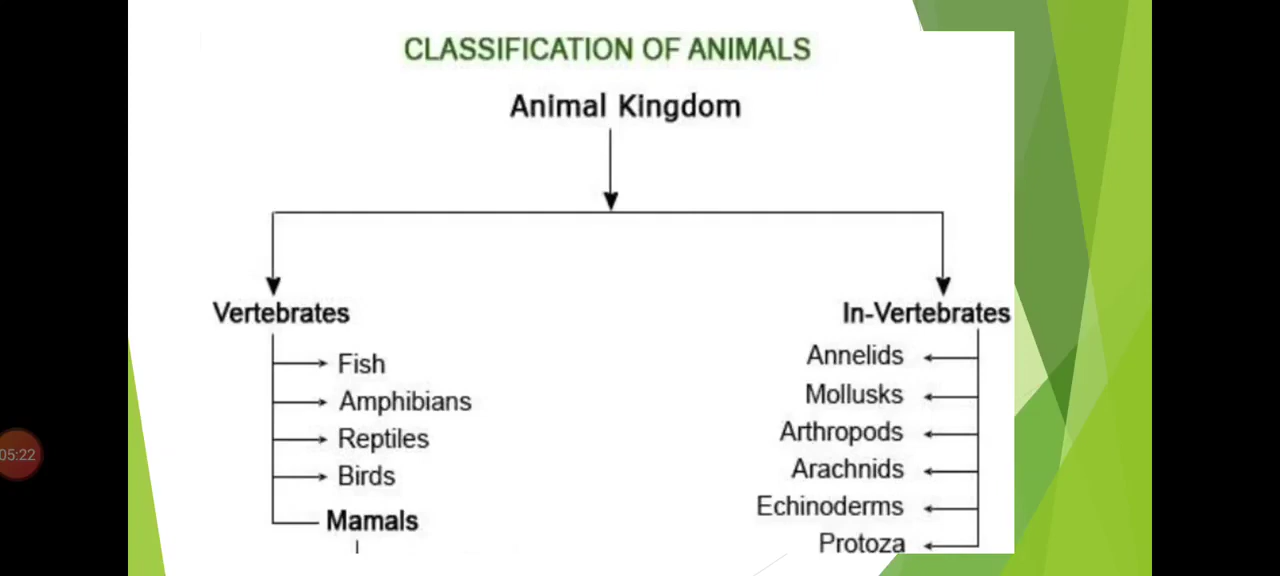 CLASSIFICATION OF ANIMALS
Animal Kingdom
Vertebrates
Fish
Amphibians
Reptiles
Birds
Mamals
In-Vertebrates
Annelids
Mollusks
Arthropods
Arachnids
Echinoderms
Protoza
05:22